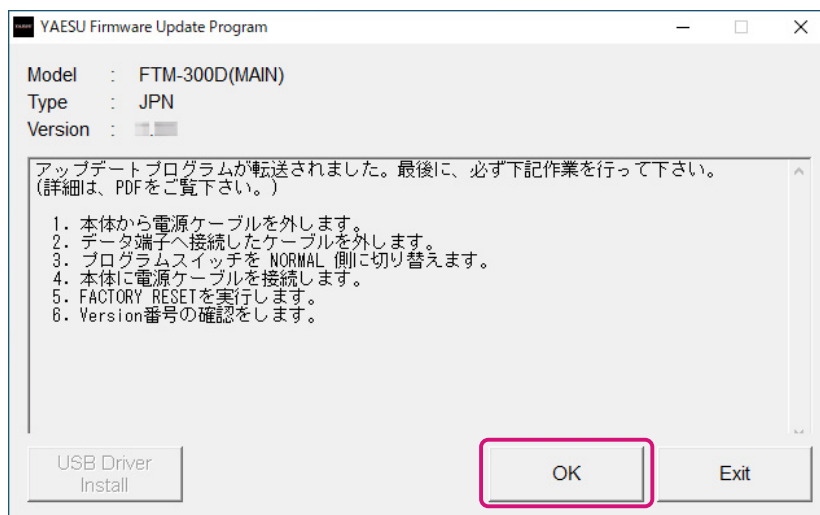 YAESU Firmware Update Program
Model : FTM-300D(MAIN)
Type : JPN
Version :
アップデートプログラムが転送されました。最後に、必ず下記作業を行って下さい。
(詳細は、PDFをご覧下さい。)
1. 本体から電源ケーブルを外します。
2. データ端子へ接続したケーブルを外します。
3. プログラムスイッチを NORMAL 側に切り替えます。
4. 本体に電源ケーブルを接続します。
5. FACTORY RESETを実行します。
6. Version番号の確認をします。
USB Driver
Install
OK
Exit